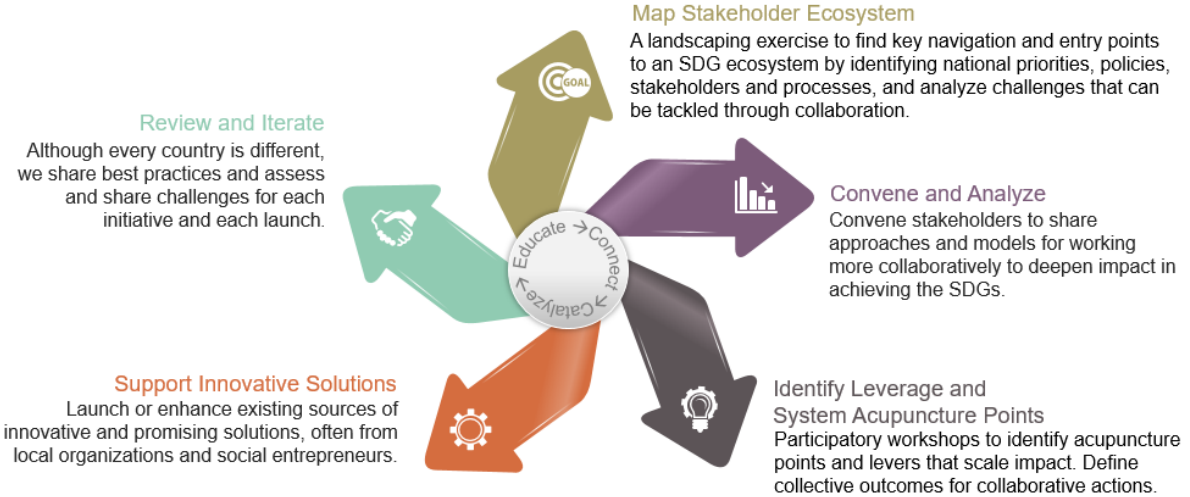 Map Stakeholder Ecosystem
A landscaping exercise to find key navigation and entry points
to an SDG ecosystem by identifying national priorities, policies,
stakeholders and processes, and analyze challenges that can
be tackled through collaboration.
GOAL
Convene and Analyze
Convene stakeholders to share
approaches and models for working
more collaboratively to deepen impact in
achieving the SDGs.
Identify Leverage and
System Acupuncture Points
Participatory workshops to identify acupuncture
points and levers that scale impact. Define
collective outcomes for collaborative actions.
Support Innovative Solutions
Launch or enhance existing sources of
innovative and promising solutions, often from
local organizations and social entrepreneurs.
Review and Iterate
Although every country is different,
we share best practices and assess
and share challenges for each
initiative and each launch.
Educate → Connect → Catalyze →